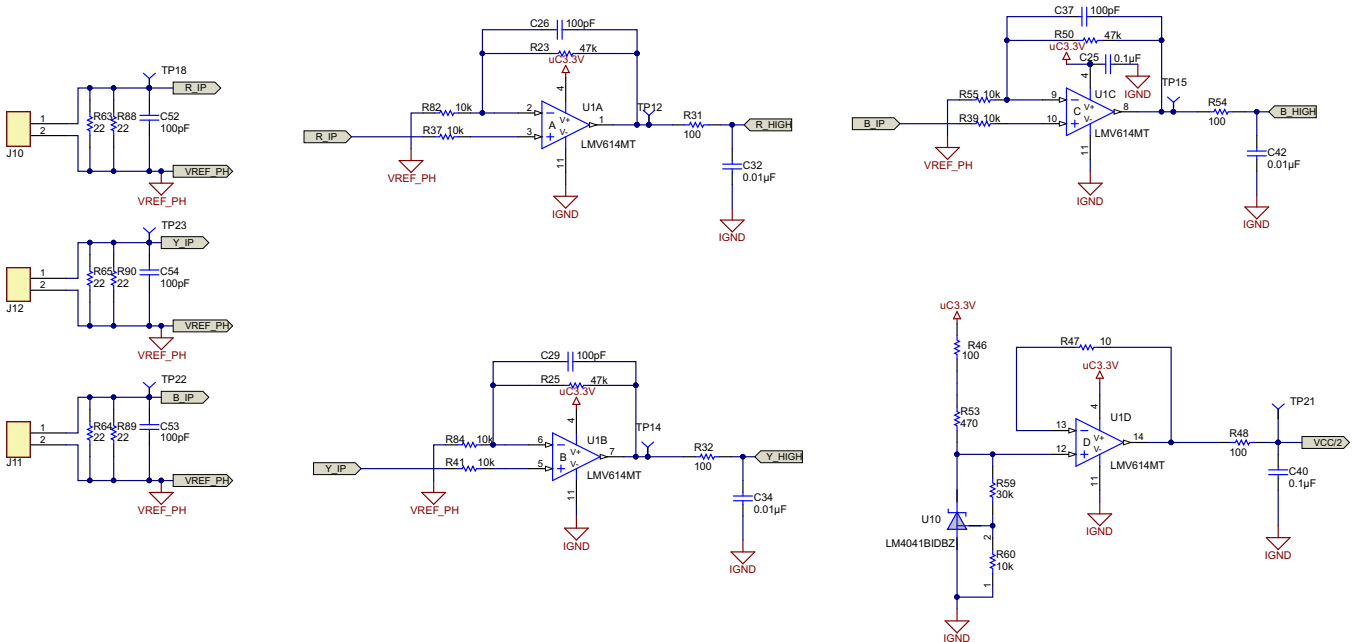 TP18
R_IP
1
2
J10
R63
22
R88
22
C52
100pF
VREF_PH
VREF_PH
TP23
Y_IP
1
2
J12
R65
22
R90
22
C54
100pF
VREF_PH
VREF_PH
TP22
B_IP
1
2
J11
R64
22
R89
22
C53
100pF
VREF_PH
VREF_PH
C26 100pF
R23 47k
uC3.3V
R82 10k
R_IP
R37 10k
VREF_PH
2
3
4
A
V+
V-
U1A
1
11
LMV614MT
IGND
TP12
R31
100
R_HIGH
C32
0.01µF
IGND
C29 100pF
R25 47k
uC3.3V
R84 10k
Y_IP
R41 10k
VREF_PH
6
5
4
B
V+
V-
U1B
7
11
LMV614MT
IGND
TP14
R32
100
Y_HIGH
C34
0.01µF
IGND
C37 100pF
R50 47k
uC3.3V
C25 0.1µF
IGND
R55 10k
B_IP
R39 10k
VREF_PH
9
10
4
C
V+
V-
U1C
8
11
LMV614MT
IGND
TP15
R54
100
B_HIGH
C42
0.01µF
IGND
uC3.3V
R46
100
R53
470
R59
30k
U10
LM4041BIDBZ
2
R60
10k
1
IGND
R47 10
uC3.3V
13
12
4
D
V+
V-
U1D
14
11
LMV614MT
IGND
R48
100
TP21
VCC/2
C40
0.1µF
IGND